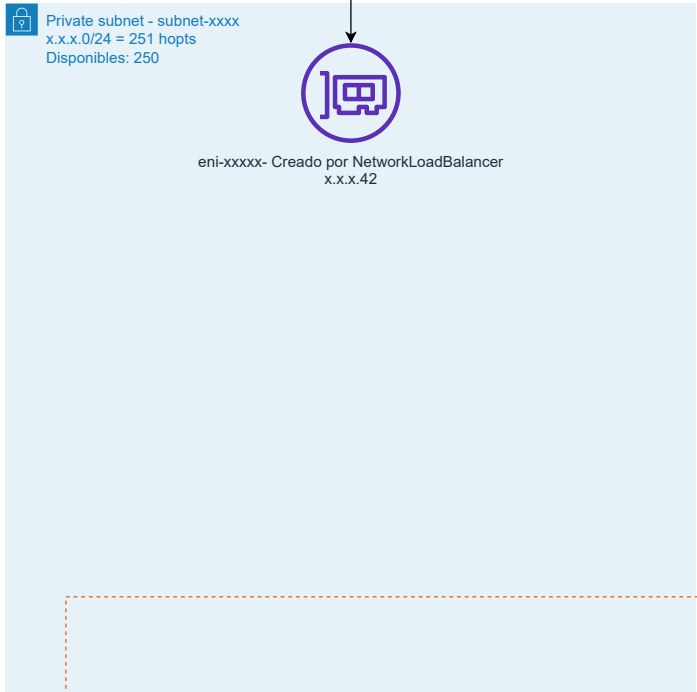 Private subnet - subnet-xxxx
x.x.x.0/24 = 251 hopts
Disponibles: 250
eni-xxxxx- Creado por NetworkLoadBalancer
x.x.x.42